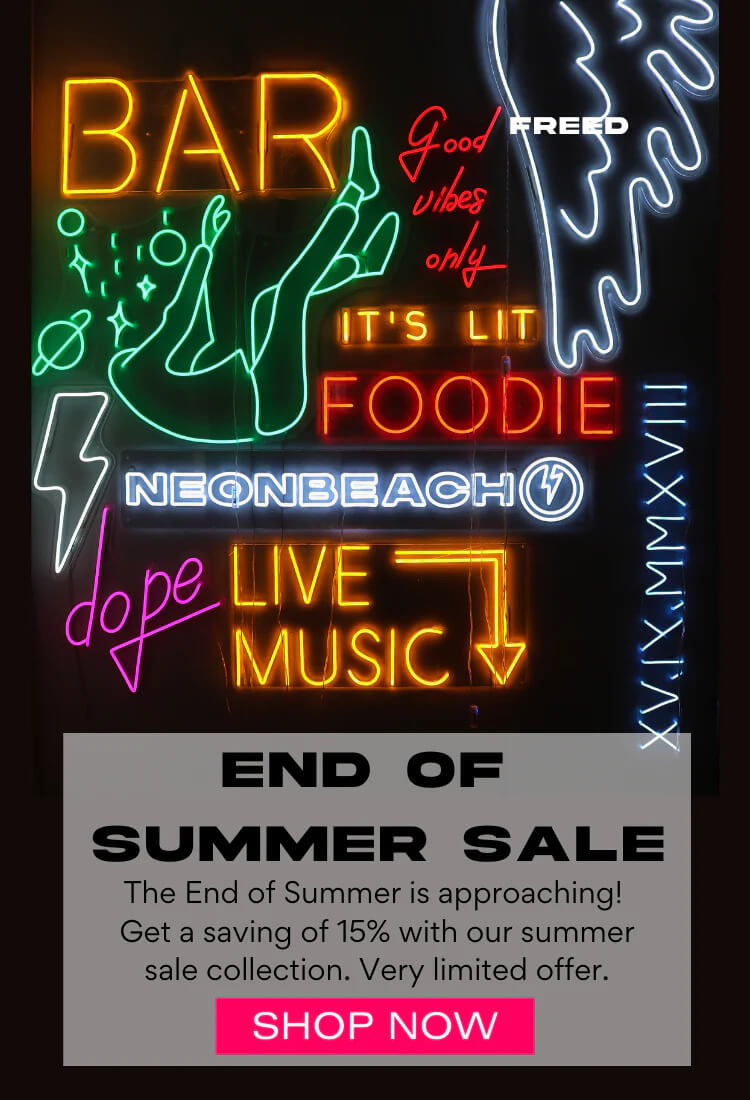 BAR
Good
vibes
only
FREED
IT'S LIT
FOODIE
NEONBEACH
dope
LIVE
MUSIC
XV.IX.MMXVIII
END OF
SUMMER SALE
The End of Summer is approaching!
Get a saving of 15% with our summer
sale collection. Very limited offer.
SHOP NOW